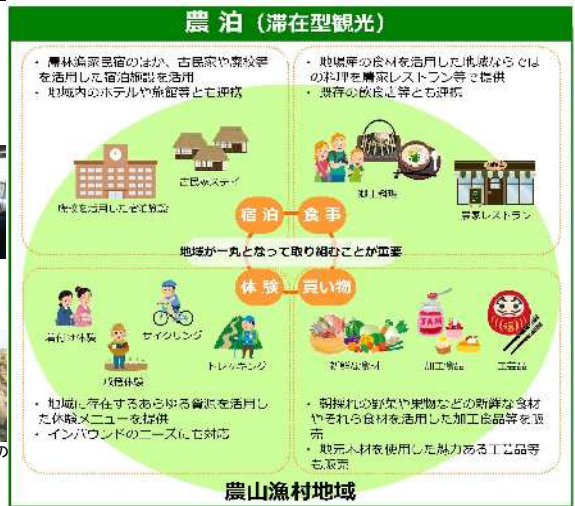 農 泊（滞在型観光）
・ 農林漁家民宿のほか、古民家や廃校等
を活用した宿泊施設を活用
・ 地域内のホテルや旅館等とも連携
・ 地場産の食材を活用した地域ならでは
の料理を農家レストラン等で提供
・ 既存の飲食店等とも連携
古民家ステイ
廃校を活用した宿泊施設
郷土料理
農家レストラン
宿 泊
食 事
地域が一丸となって取り組むことが重要
体 験
買い物
着付け体験
サイクリング
収穫体験
トレッキング
新鮮な食材
加工食品
工芸品
JAM
・ 地域に存在するあらゆる資源を活用し
た体験メニューを提供
・ インバウンドのニーズにも対応
・ 朝採れの野菜や果物などの新鮮な食材
やそれら食材を活用した加工食品等を販
売
・ 地元木材を使用した魅力ある工芸品等
も販売
の
農山漁村地域